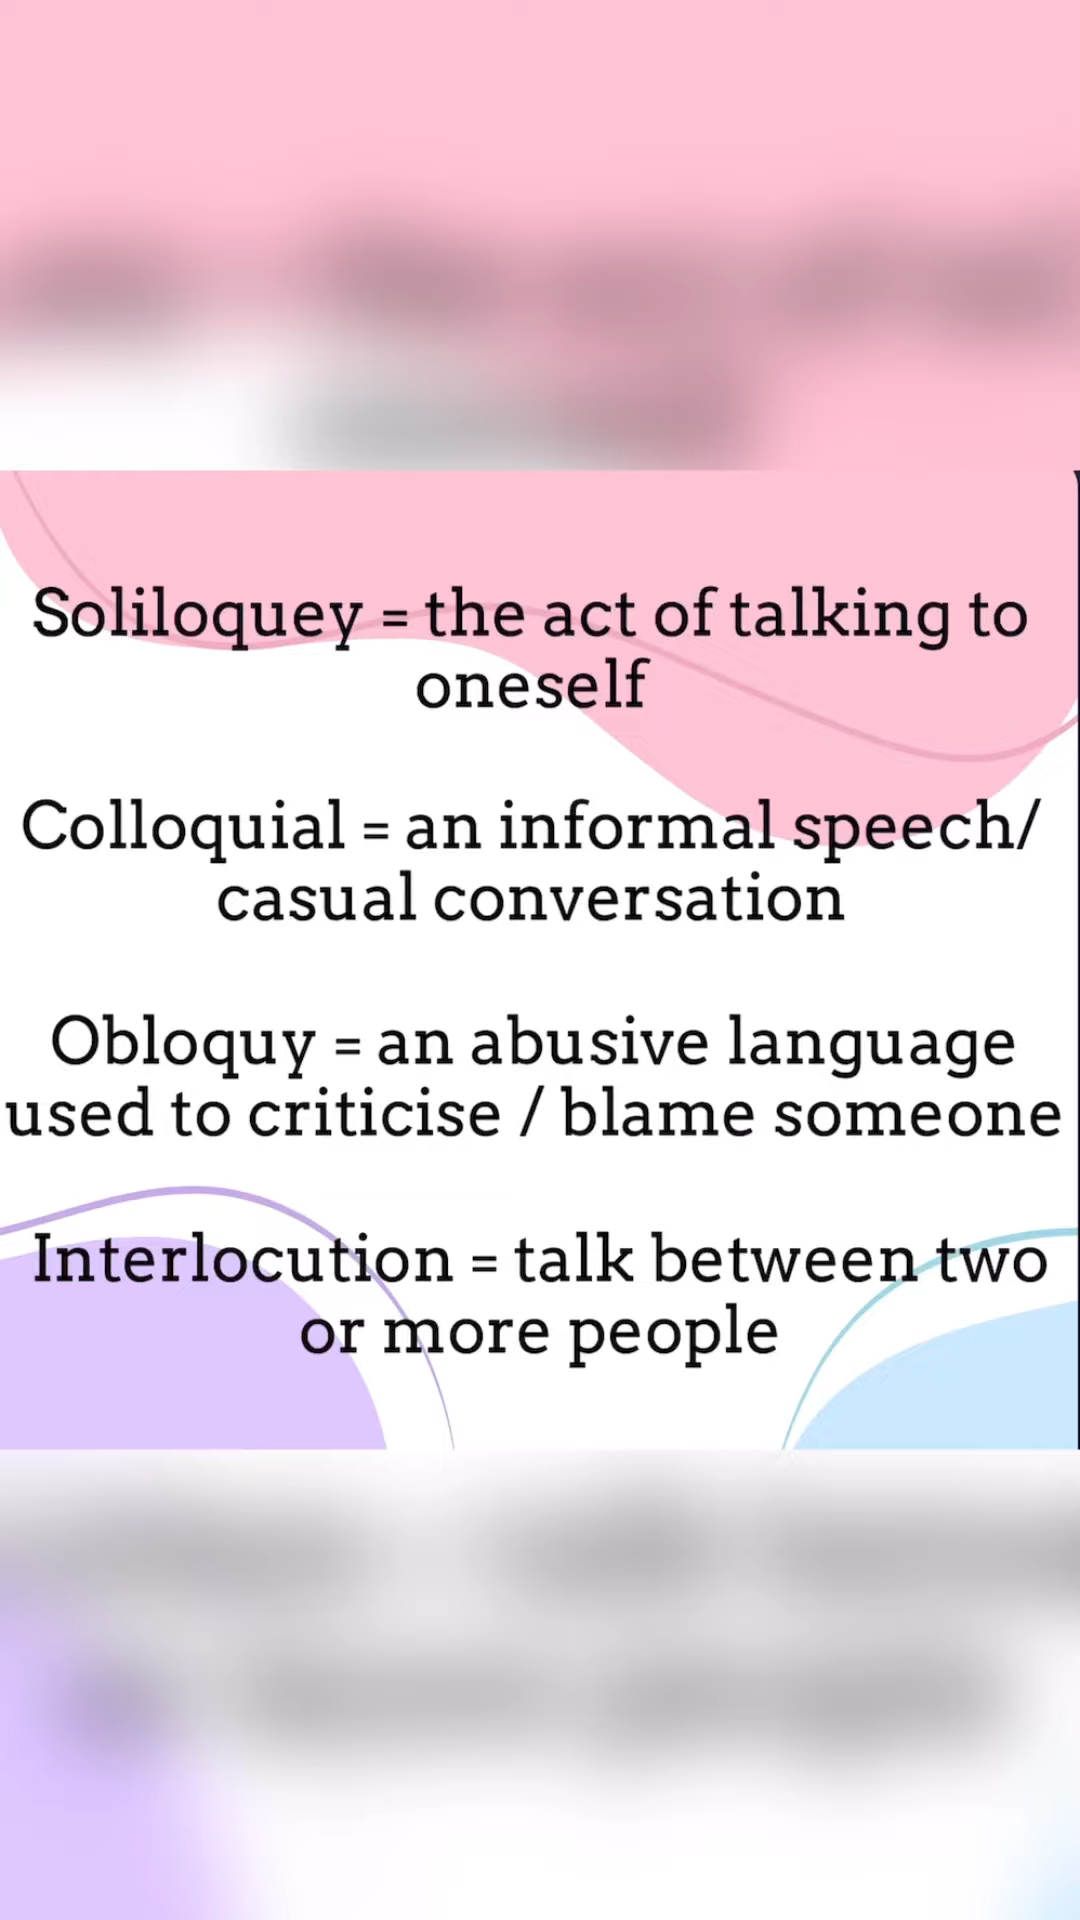 Soliloquey = the act of talking to
oneself
Colloquial = an informal speech/
casual conversation
Obloquy = an abusive language
used to criticise / blame someone
Interlocution = talk between two
or more people